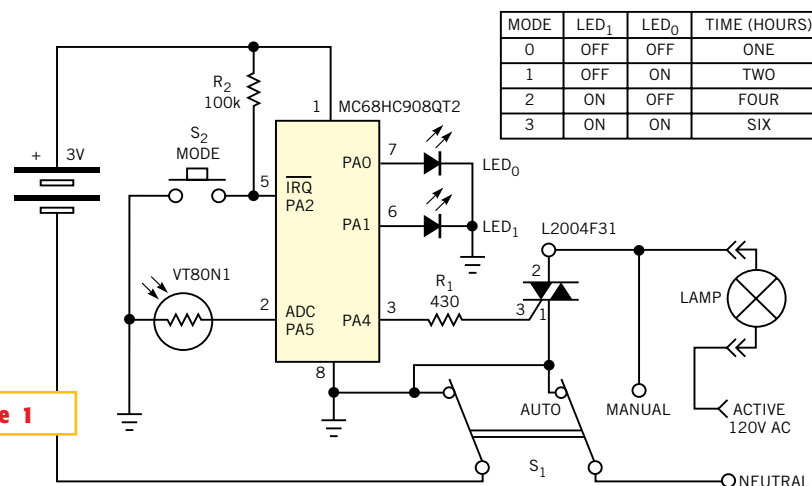 MODE LED1 LED0 TIME (HOURS)
0 OFF OFF ONE
1 OFF ON TWO
2 ON OFF FOUR
3 ON ON SIX
R2
100k
1
MC68HC908QT2
S2
MODE
+ 3V
5
IRQ
PA2
PA0
7
LED0
PA1
6
LED1
L2004F31
VT80N1
2
ADC
PA5
PA4
3
R1
430
2
3
1
LAMP
8
AUTO
MANUAL
ACTIVE
120V AC
S1
NEUTRAL
e 1